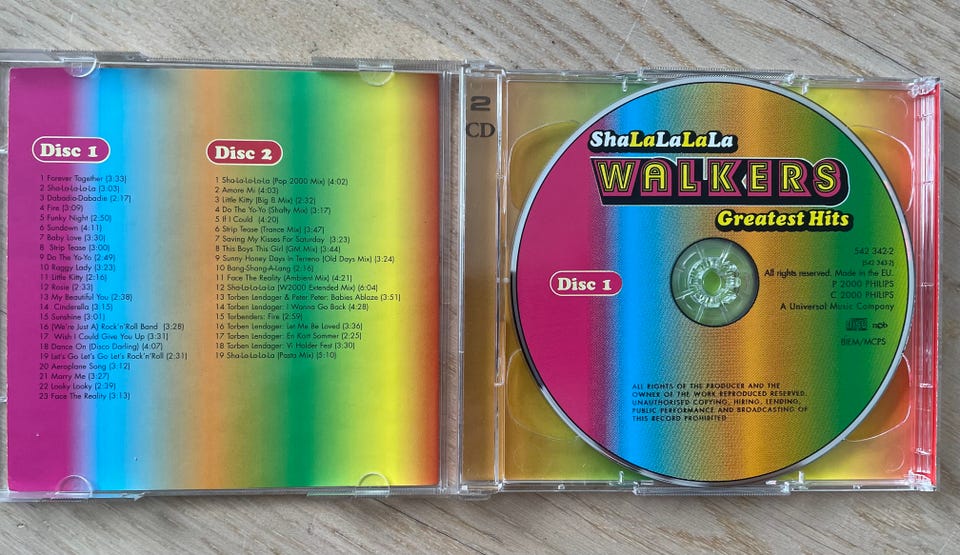 Disc 1
1 Forever Together (3:33)
2 Sha-La-La-La-La (3:03)
3 Dabadie-Dabadie (2:17)
4 Fire (3:09)
5 Funky Night (2:50)
6 Sundown (4:11)
7 Baby Love (3:30)
8 Strip Tease (3:00)
9 Do The Yo-Yo (2:49)
10 Raggy Lady (3:23)
11 Little Kitty (2:16)
12 Rosie (2:33)
13 My Beautiful You (2:38)
14 Cinderella (3:15)
15 Sunshine (3:01)
16 (We're Just A) Rock'n'Roll Band (3:28)
17 Wish I Could Give You Up (3:31)
18 Dance On (Disco Darling) (4:07)
19 Let's Go Let's Go Let's Rock'n'Roll (2:31)
20 Aeroplane Song (3:12)
21 Marry Me (3:27)
22 Looky Looky (2:39)
23 Face The Reality (3:13)
Disc 2
1 Sha-La-La-La-La (Pop 2000 Mix) (4:02)
2 Amore Mi (4:03)
3 Little Kitty (Big B Mix) (2:32)
4 Do The Yo-Yo (Shafty Mix) (3:17)
5 If I Could (4:20)
6 Strip Tease (Trance Mix) (3:47)
7 Saving My Kisses For Saturday (3:23)
8 This Boys This Girl (GM Mix) (3:44)
9 Sunny Honey Days In Terreno (Old Days Mix) (3:24)
10 Bang-Shang-A-Lang (2:16)
11 Face The Reality (Ambient Mix) (4:21)
12 Sha-La-La-La-La (W2000 Extended Mix) (6:04)
13 Torben Lendager & Peter Peter: Babies Ablaze (3:51)
14 Torben Lendager: I Wanna Go Back (4:28)
15 Torbenders: Fire (2:59)
16 Torben Lendager: Let Me Be Loved (3:36)
17 Torben Lendager: En Kort Sommer (2:25)
18 Torben Lendager: Vi Holder Fest (3:30)
19 Sha-La-La-La-La (Pasta Mix) (5:10)
2
CD
ShaLaLaLaLa
WALKERS
Greatest Hits
542 342-2
(542 343-2)
All rights reserved. Made in the EU.
P 2000 PHILIPS
C 2000 PHILIPS
A Universal Music Company
Disc 1
ncb
BIEM/MCPS
ALL RIGHTS OF THE PRODUCER AND THE
OWNER OF THE WORK REPRODUCED RESERVED.
UNAUTHORISED COPYING, HIRING, LENDING,
PUBLIC PERFORMANCE AND BROADCASTING OF
THIS RECORD PROHIBITED